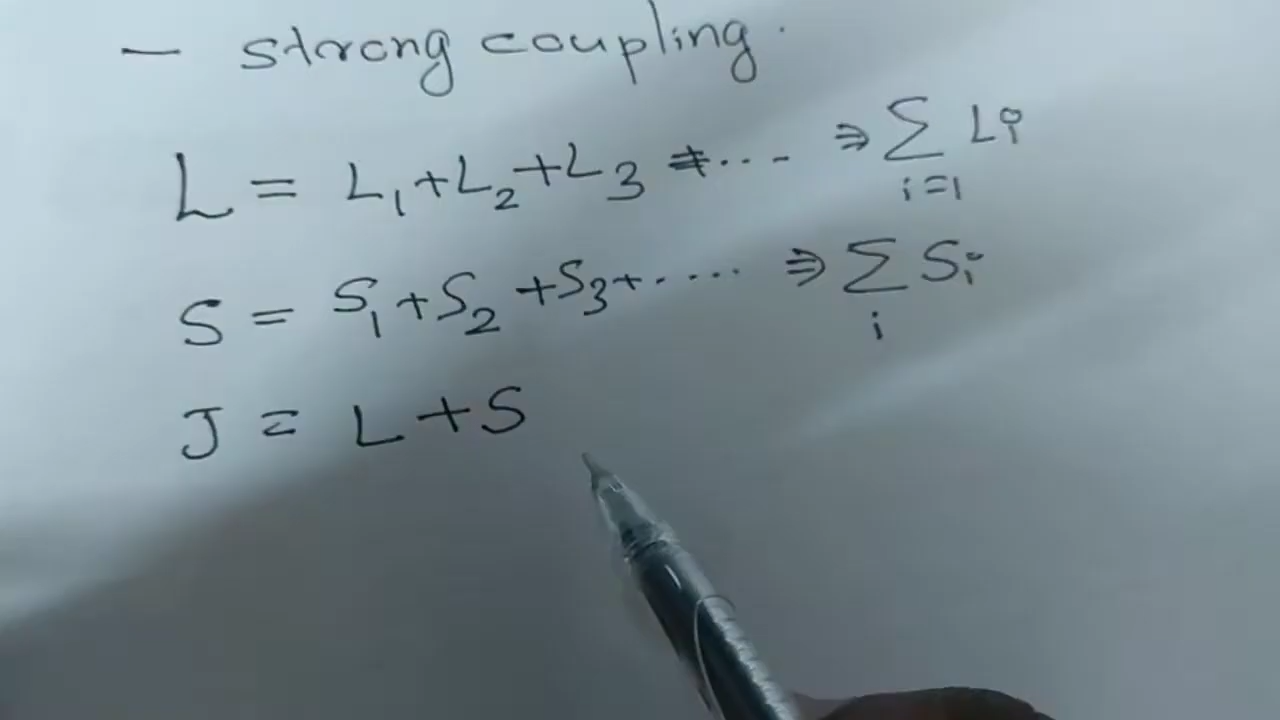 - strong coupling.
L = L₁+L₂+L₃ +.... ⇒ ∑ Li i=1
S = S₁+S₂+S₃+..... ⇒ ∑ Si i
J = L+S